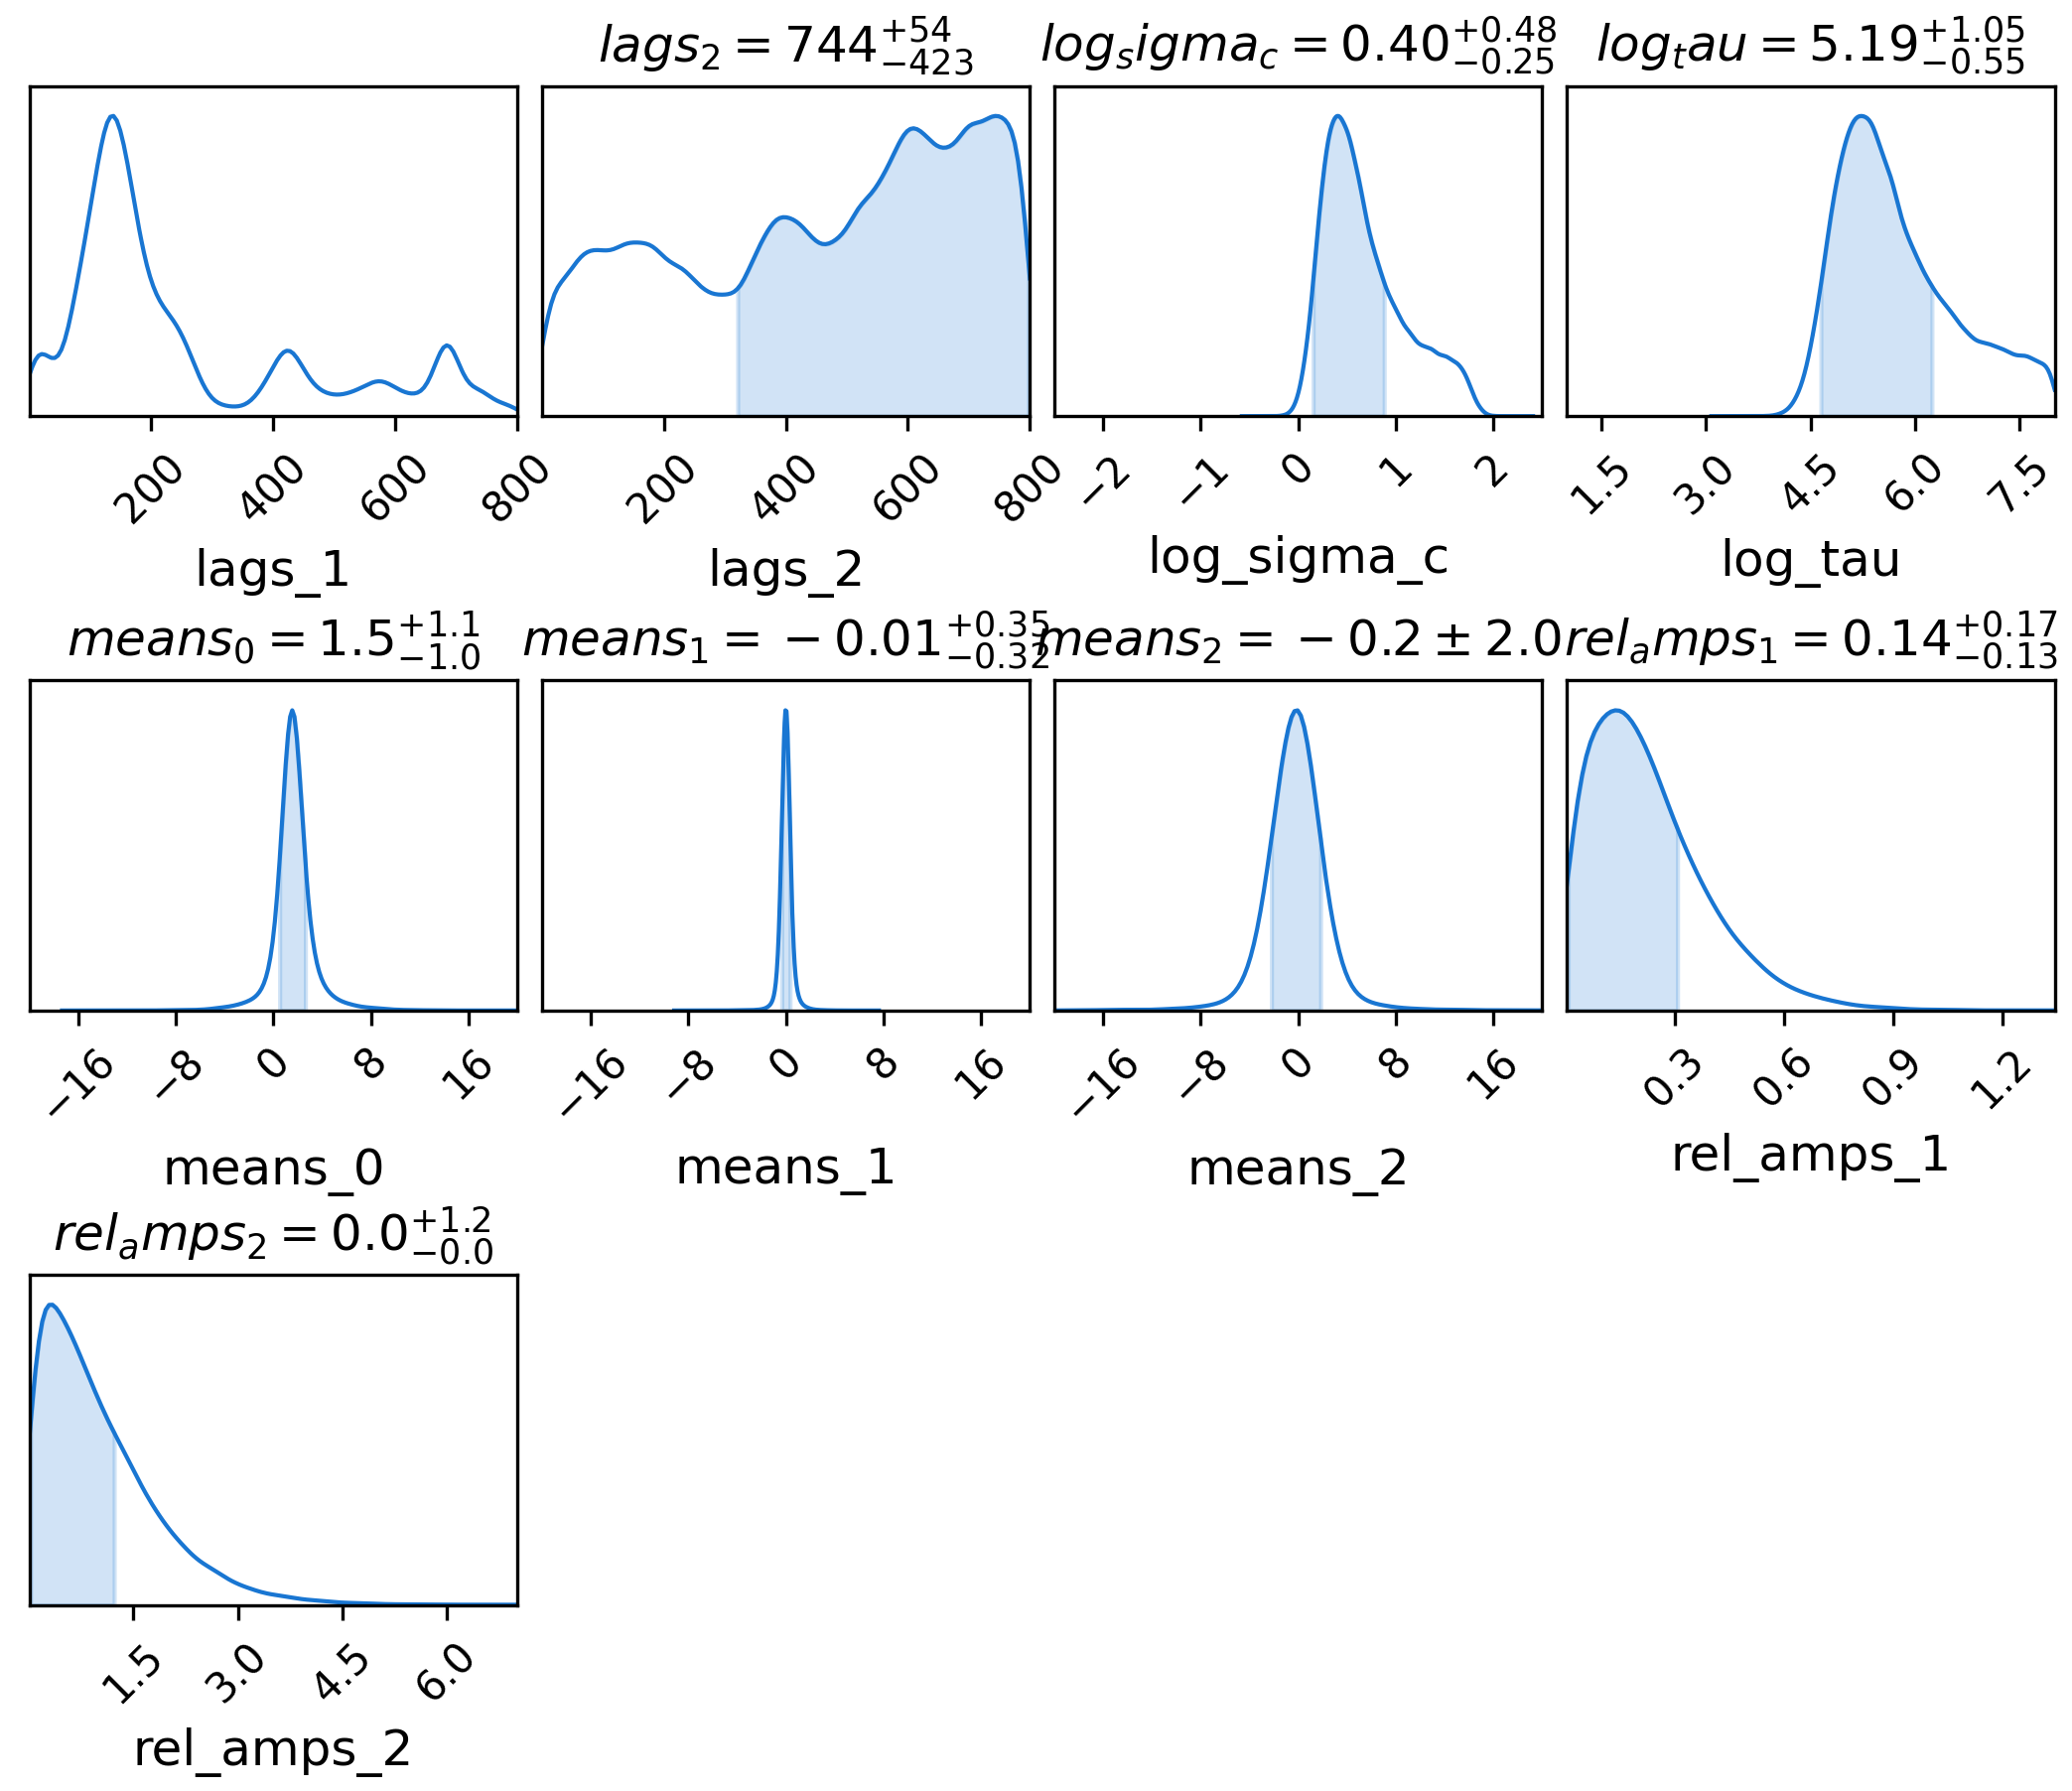 lags₂ = 744⁺⁵⁴₋₄₂₃ logₛigma_c = 0.40^{+0.48}_{−0.25} logₜau = 5.19^{+1.05}_{−0.55}
200 400 600 800 200 400 600 800 −2 −1 0 1 2 1.5 3.0 4.5 6.0 7.5
lags_1 lags_2 log_sigma_c log_tau
means₀ = 1.5^{+1.1}_{−1.0} means₁ = −0.01^{+0.35}_{−0.32} means₂ = −0.2 ± 2.0 relₐmps₁ = 0.14^{+0.17}_{−0.13}
−16 −8 0 8 16 −16 −8 0 8 16 −16 −8 0 8 16 0.3 0.6 0.9 1.2
means_0 means_1 means_2 rel_amps_1
relₐmps₂ = 0.0^{+1.2}_{−0.0}
1.5 3.0 4.5 6.0
rel_amps_2